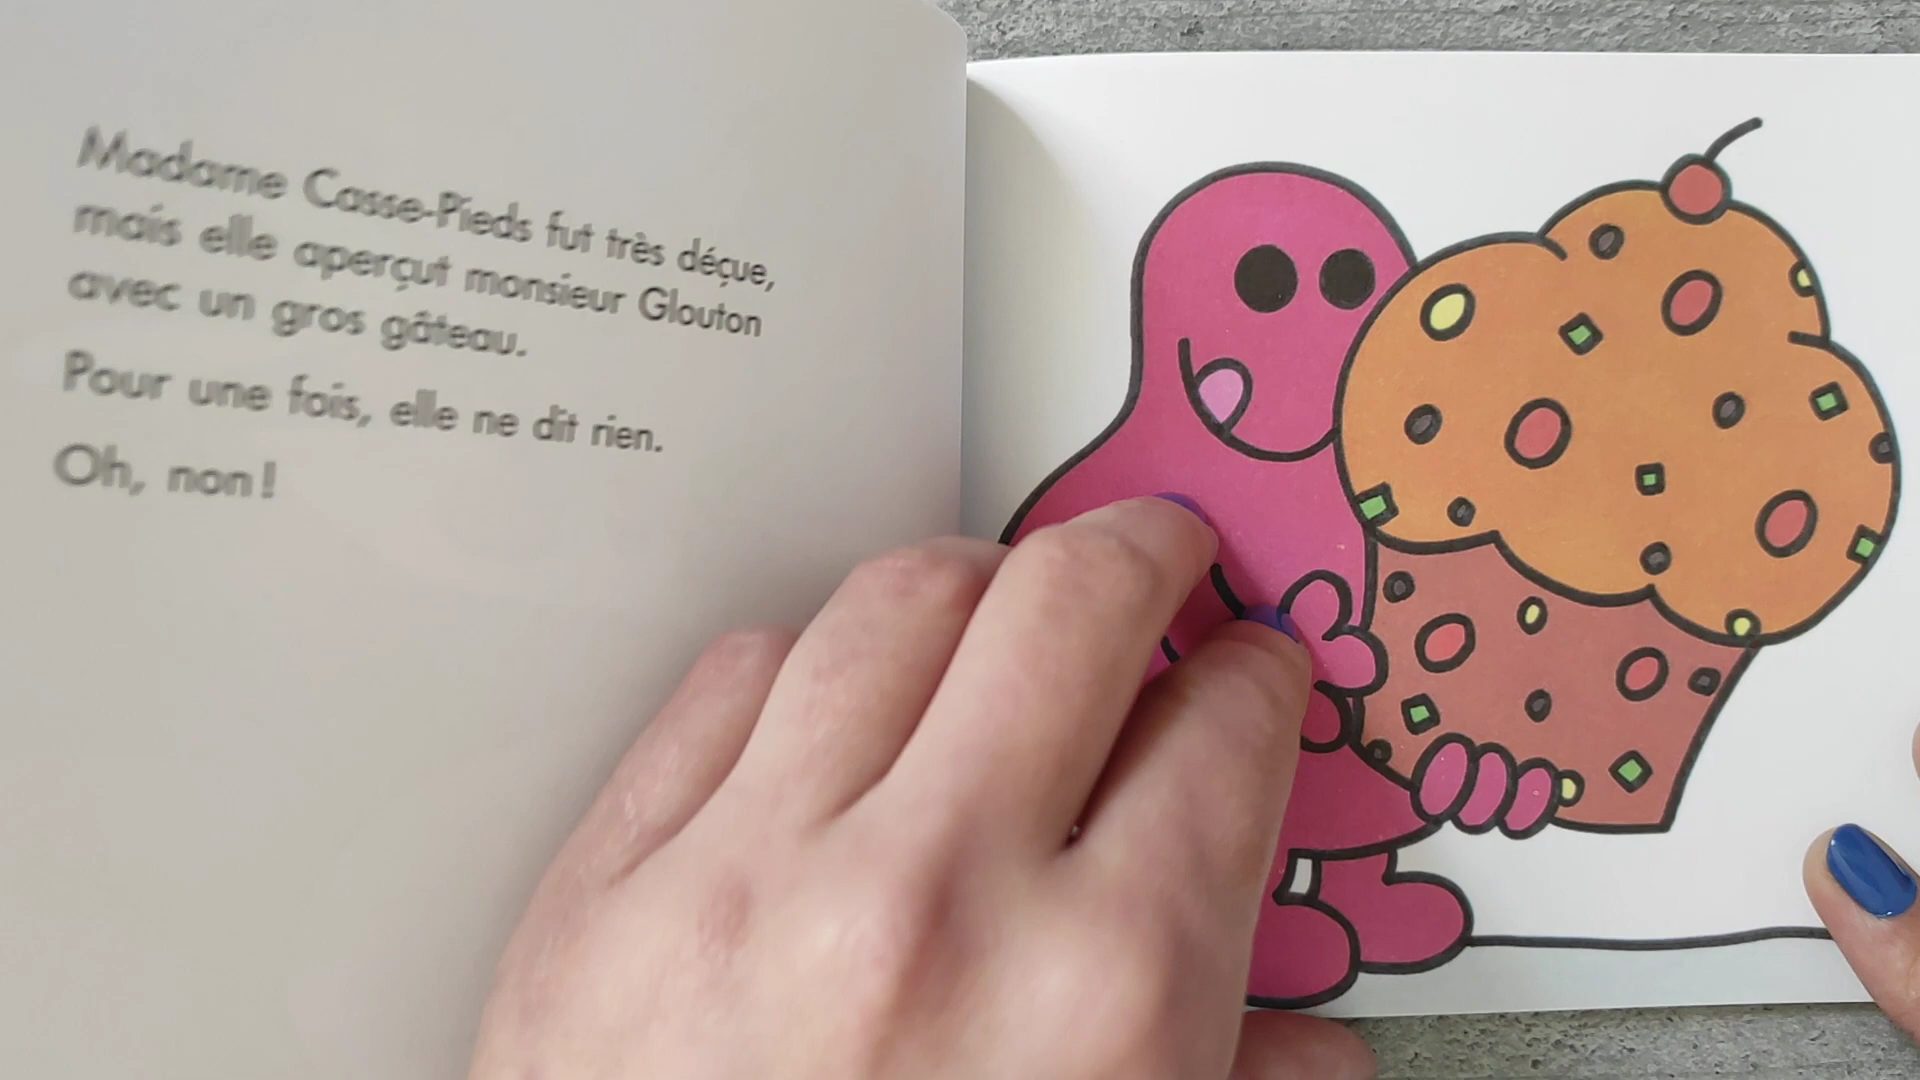 Madame Casse-Pieds fut très déçue,
mais elle aperçut monsieur Glouton
avec un gros gâteau.
Pour une fois, elle ne dit rien.
Oh, non !